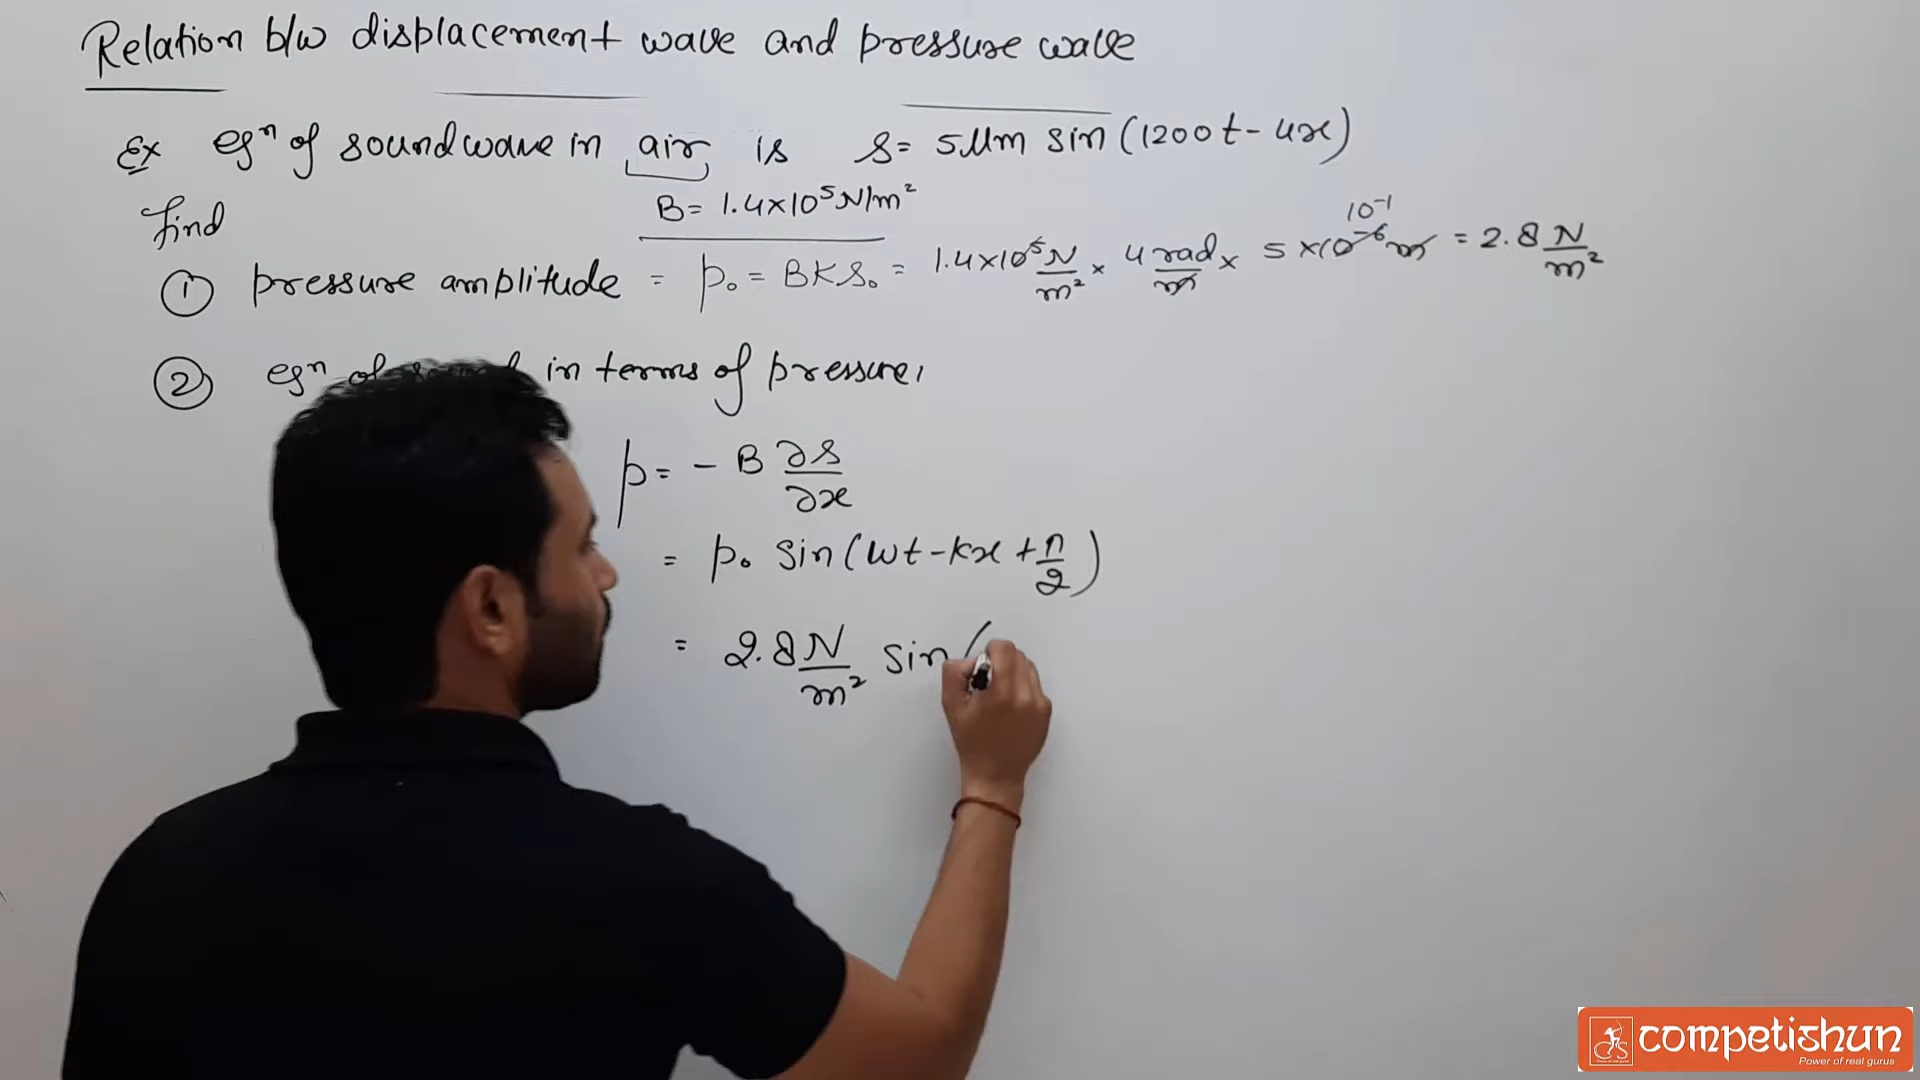 Relation b/w displacement wave and pressure wave
Ex eqⁿ of sound wave in air is s = 5μm sin(1200t - 4x)
find
B = 1.4×10⁵ N/m²
① pressure amplitude = p₀ = BKS₀ = 1.4×10⁵ N/m² × 4 rad/m × 5×10⁻⁶ m = 2.8 N/m²
10⁻¹
② eqⁿ of in terms of pressure,
p = - B ∂s/∂x
= p₀ sin(ωt - kx + π/2)
= 2.8 N/m² sin(
competishun
Power of real gurus